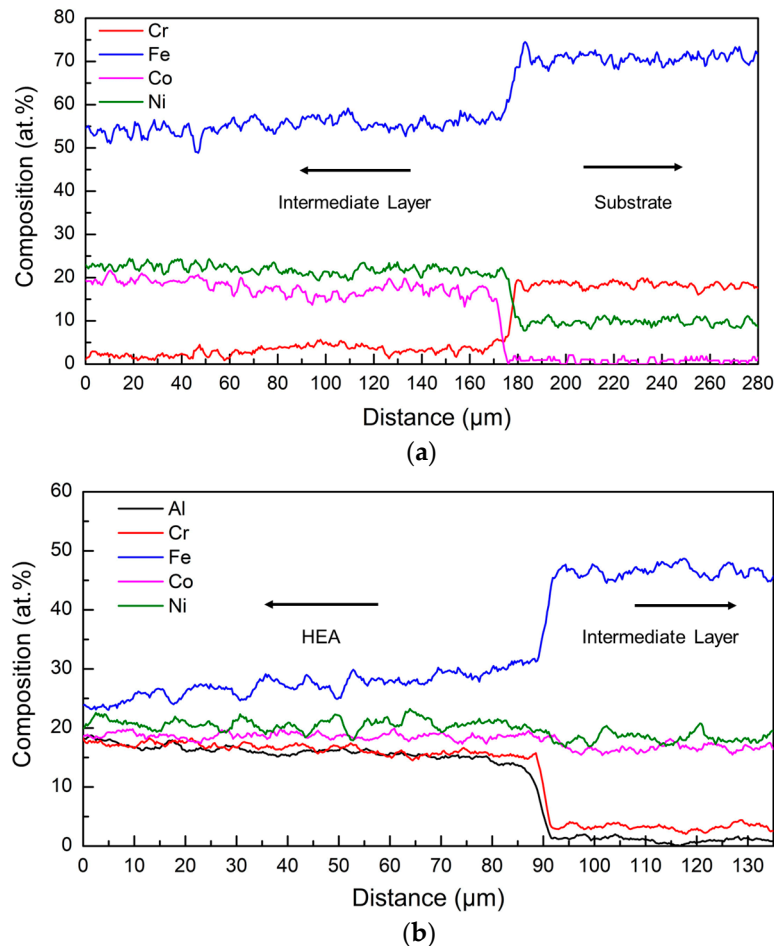 Cr
Fe
Co
Ni
Composition (at.%)
80
70
60
50
40
30
20
10
0
Intermediate Layer
Substrate
0 20 40 60 80 100 120 140 160 180 200 220 240 260 280
Distance (μm)
(a)
Al
Cr
Fe
Co
Ni
Composition (at.%)
60
50
40
30
20
10
0
HEA
Intermediate Layer
0 10 20 30 40 50 60 70 80 90 100 110 120 130
Distance (μm)
(b)